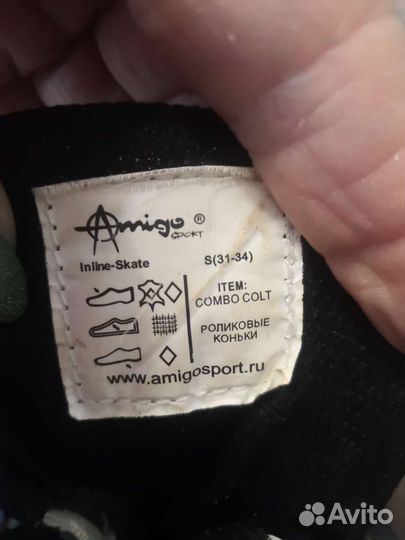 Amigo ®
SPORT
Inline-Skate S(31-34)
ITEM:
COMBO COLT
РОЛИКОВЫЕ
КОНЬКИ
www.amigosport.ru
Avito